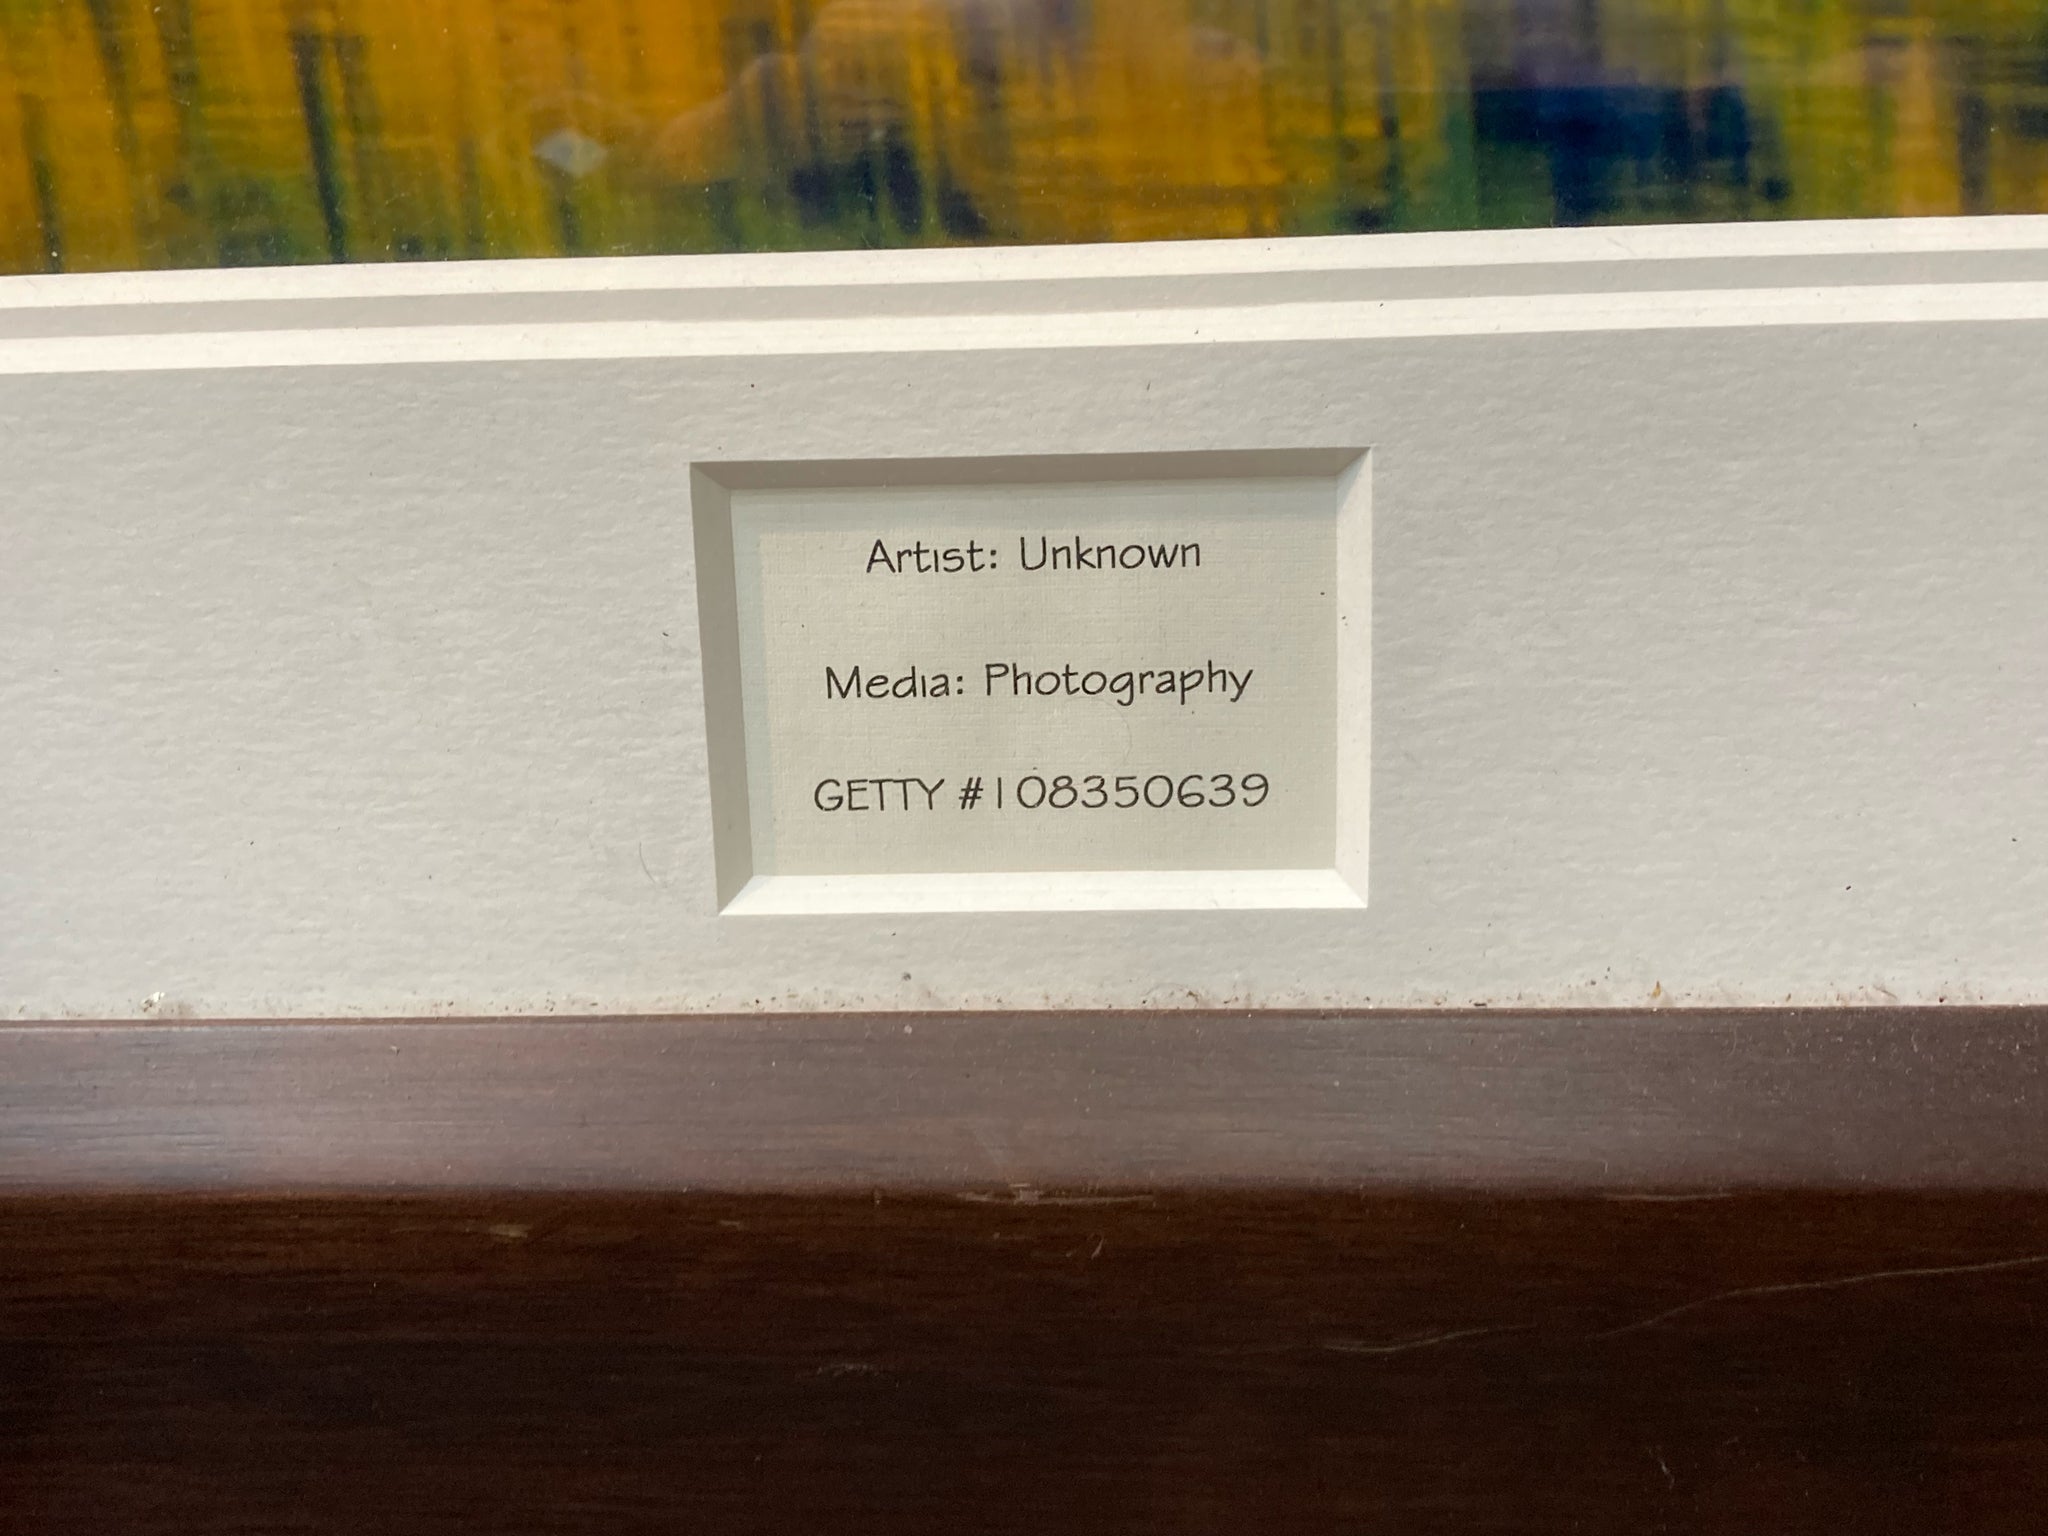 Artist: Unknown
Media: Photography
GETTY #108350639